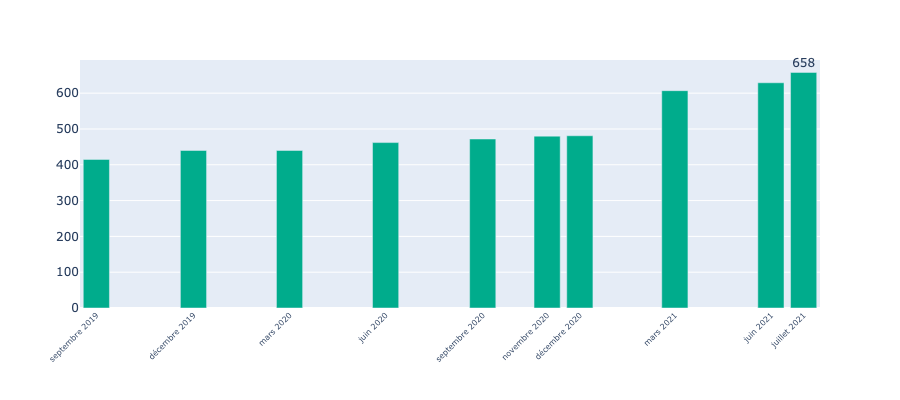 658
600
500
400
300
200
100
0
septembre 2019
décembre 2019
mars 2020
juin 2020
septembre 2020
novembre 2020
décembre 2020
mars 2021
juin 2021
juillet 2021